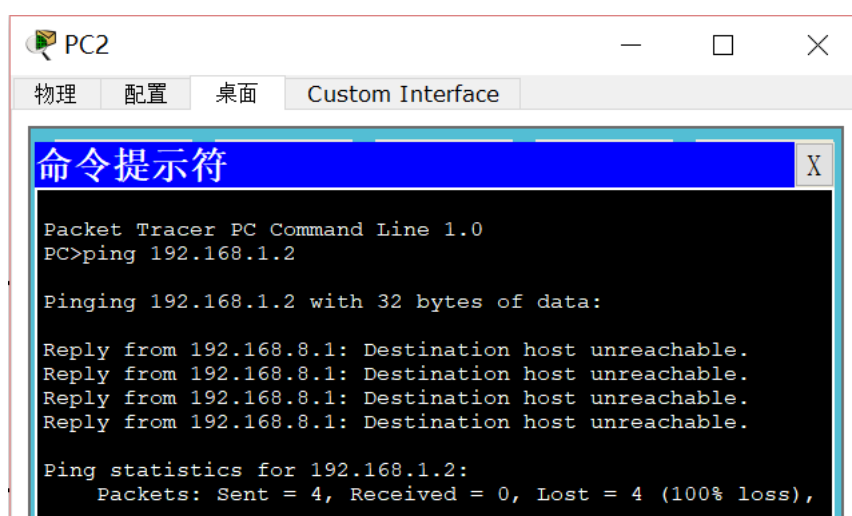 PC2
物理 配置 桌面 Custom Interface
命令提示符 X
Packet Tracer PC Command Line 1.0
PC>ping 192.168.1.2
Pinging 192.168.1.2 with 32 bytes of data:
Reply from 192.168.8.1: Destination host unreachable.
Reply from 192.168.8.1: Destination host unreachable.
Reply from 192.168.8.1: Destination host unreachable.
Reply from 192.168.8.1: Destination host unreachable.
Ping statistics for 192.168.1.2:
Packets: Sent = 4, Received = 0, Lost = 4 (100% loss),